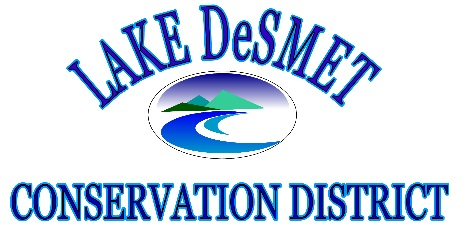 LAKE DeSMET
CONSERVATION DISTRICT